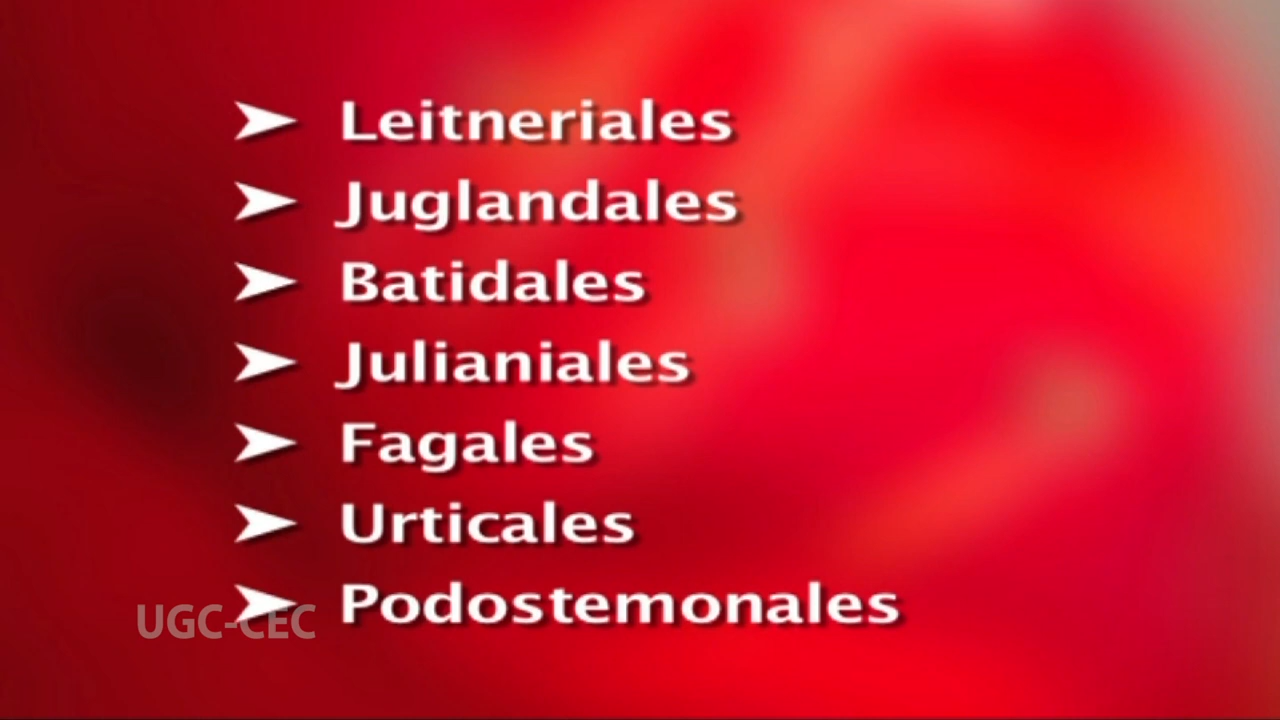 ➤ Leitneriales
➤ Juglandales
➤ Batidales
➤ Julianiales
➤ Fagales
➤ Urticales
➤ Podostemonales
UGC-CEC